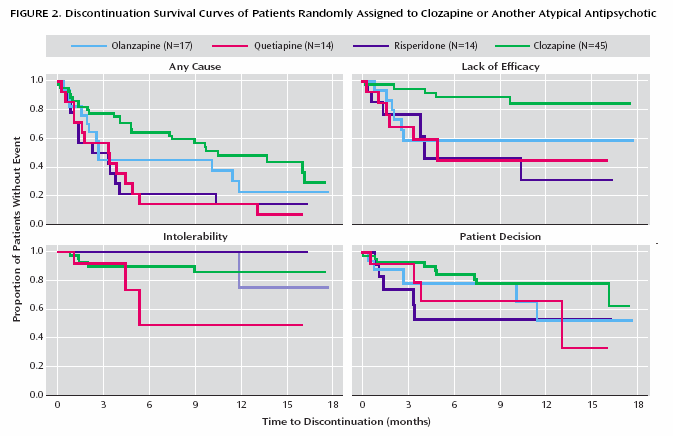 FIGURE 2. Discontinuation Survival Curves of Patients Randomly Assigned to Clozapine or Another Atypical Antipsychotic
Olanzapine (N=17) Quetiapine (N=14) Risperidone (N=14) Clozapine (N=45)
Any Cause Lack of Efficacy
1.0 1.0
0.8 0.8
0.6 0.6
0.4 0.4
0.2 0.2
0.0 0.0
Proportion of Patients Without Event
Intolerability Patient Decision
1.0 1.0
0.8 0.8
0.6 0.6
0.4 0.4
0.2 0.2
0.0 0.0
0 3 6 9 12 15 18 0 3 6 9 12 15 18
Time to Discontinuation (months)